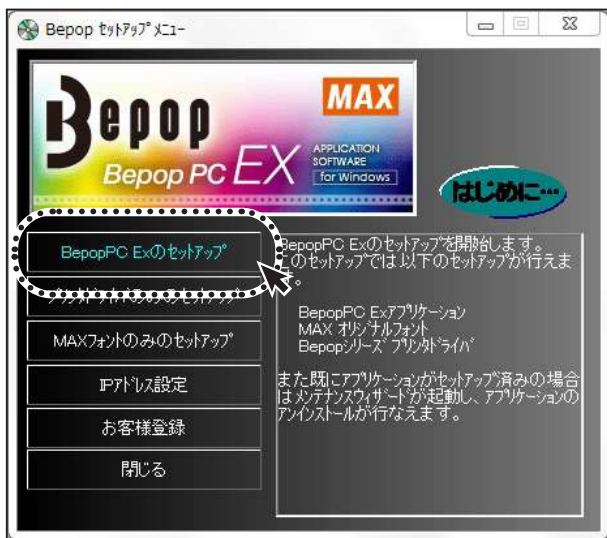 Bepop ｾｯﾄｱｯﾌﾟ ﾒﾆｭｰ
Bepop
Bepop PC EX
MAX
APPLICATION
SOFTWARE
for Windows
はじめに…
BepopPC Exのｾｯﾄｱｯﾌﾟ
MAXﾌｫﾝﾄのみのｾｯﾄｱｯﾌﾟ
IPｱﾄﾞﾚｽ設定
お客様登録
閉じる
BepopPC Exのｾｯﾄｱｯﾌﾟを開始します。
このｾｯﾄｱｯﾌﾟでは以下のｾｯﾄｱｯﾌﾟが行えま
す。
BepopPC Exｱﾌﾟﾘｹｰｼｮﾝ
MAX ｵﾘｼﾞﾅﾙﾌｫﾝﾄ
Bepopｼﾘｰｽﾞ ﾌﾟﾘﾝﾀﾄﾞﾗｲﾊﾞ
また既にｱﾌﾟﾘｹｰｼｮﾝがｾｯﾄｱｯﾌﾟ済みの場合
はﾒﾝﾃﾅﾝｽｳｨｻﾞｰﾄﾞが起動し、ｱﾌﾟﾘｹｰｼｮﾝの
ｱﾝｲﾝｽﾄｰﾙが行なえます。